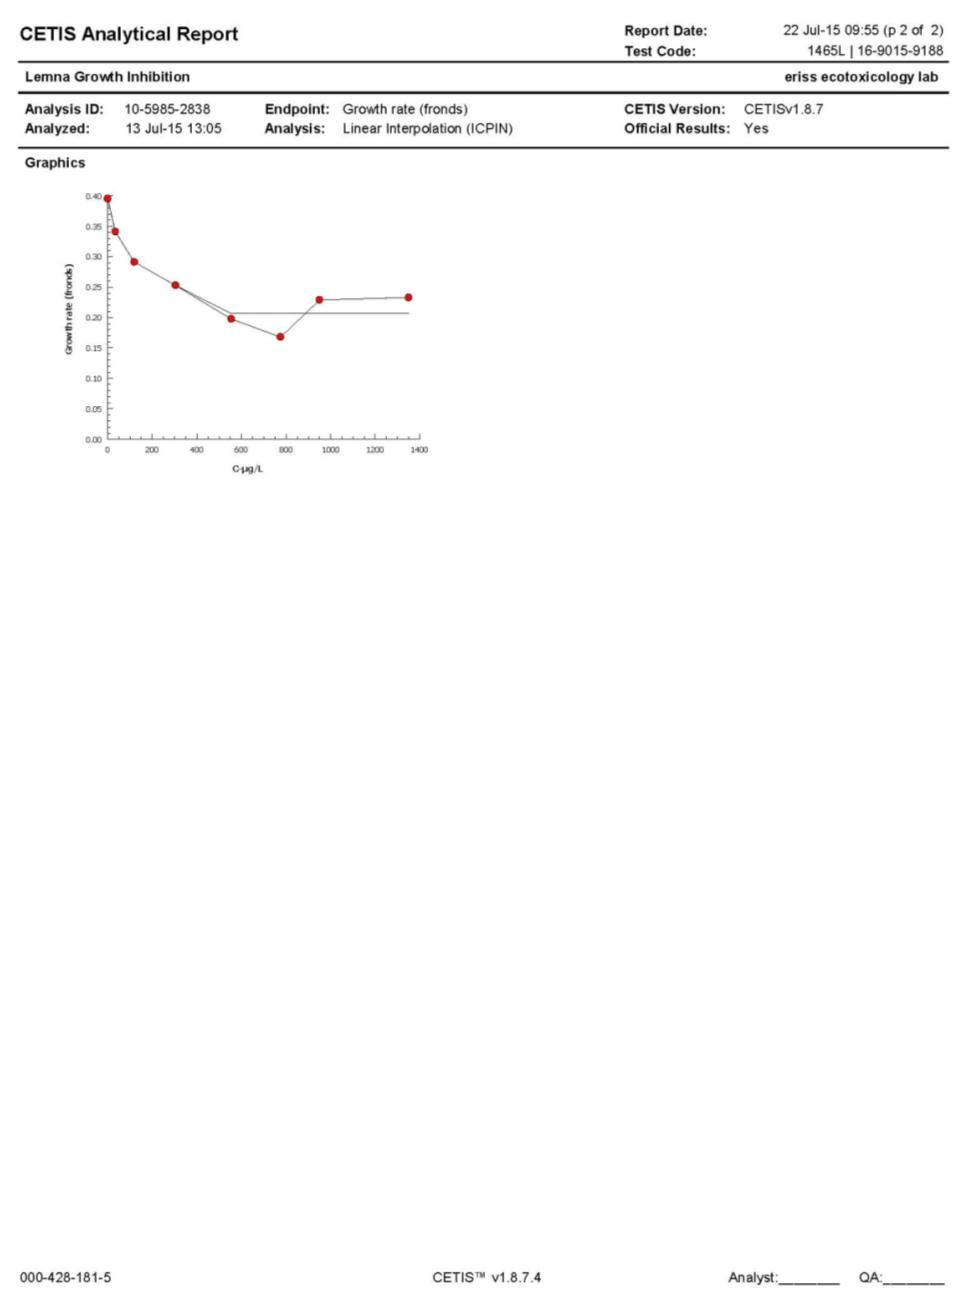 CETIS Analytical Report
Report Date: 22 Jul-15 09:55 (p 2 of 2)
Test Code: 1465L | 16-9015-9188
Lemna Growth Inhibition eriss ecotoxicology lab
Analysis ID: 10-5985-2838 Endpoint: Growth rate (fronds) CETIS Version: CETISv1.8.7
Analyzed: 13 Jul-15 13:05 Analysis: Linear Interpolation (ICPIN) Official Results: Yes
Graphics
0.40
0.35
0.30
0.25
0.20
0.15
0.10
0.05
0.00
Growth rate (fronds)
0 200 400 600 800 1000 1200 1400
C-µg/L
000-428-181-5 CETIS™ v1.8.7.4 Analyst:________ QA:________